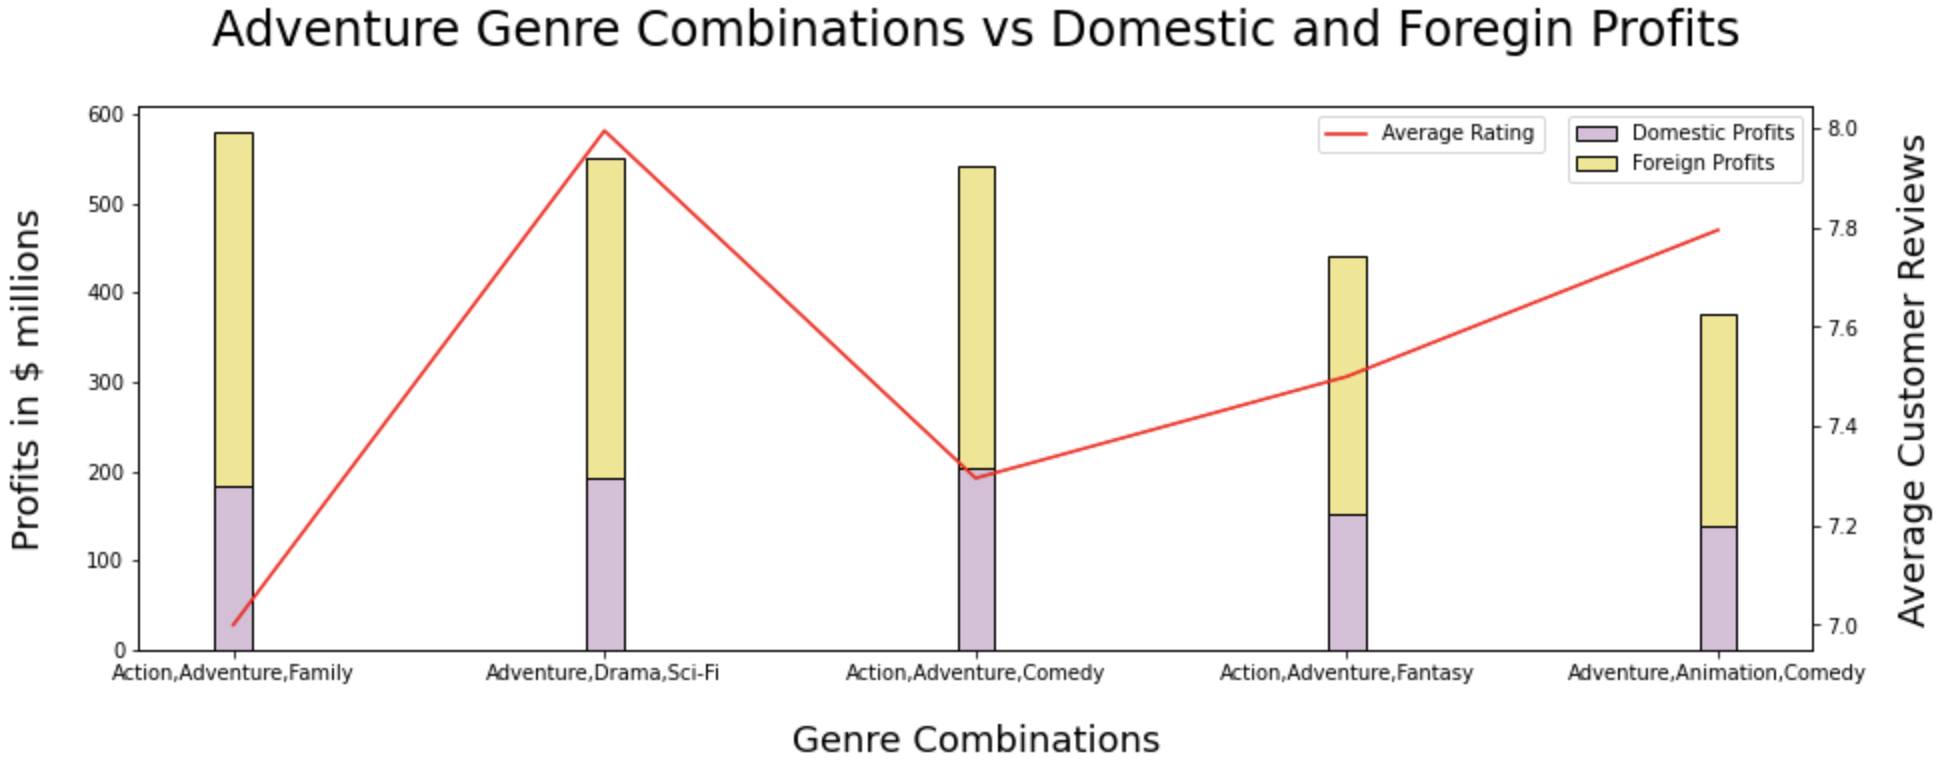 Adventure Genre Combinations vs Domestic and Foregin Profits
Profits in $ millions
600
500
400
300
200
100
0
Average Rating
Domestic Profits
Foreign Profits
8.0
7.8
7.6
7.4
7.2
7.0
Average Customer Reviews
Action,Adventure,Family
Adventure,Drama,Sci-Fi
Action,Adventure,Comedy
Action,Adventure,Fantasy
Adventure,Animation,Comedy
Genre Combinations